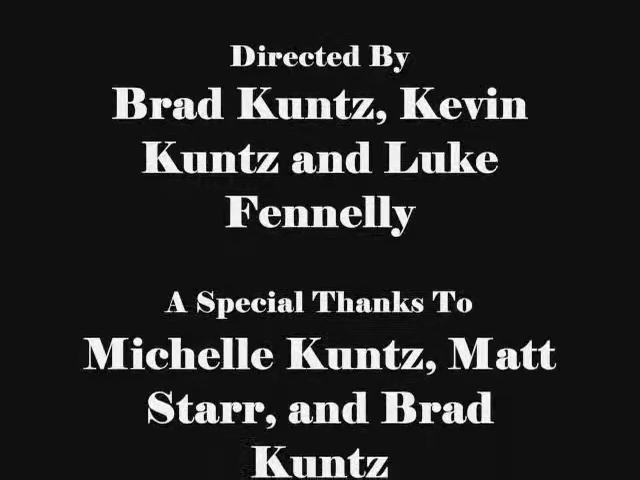 Directed By
Brad Kuntz, Kevin
Kuntz and Luke
Fennelly
A Special Thanks To
Michelle Kuntz, Matt
Starr, and Brad
Kuntz